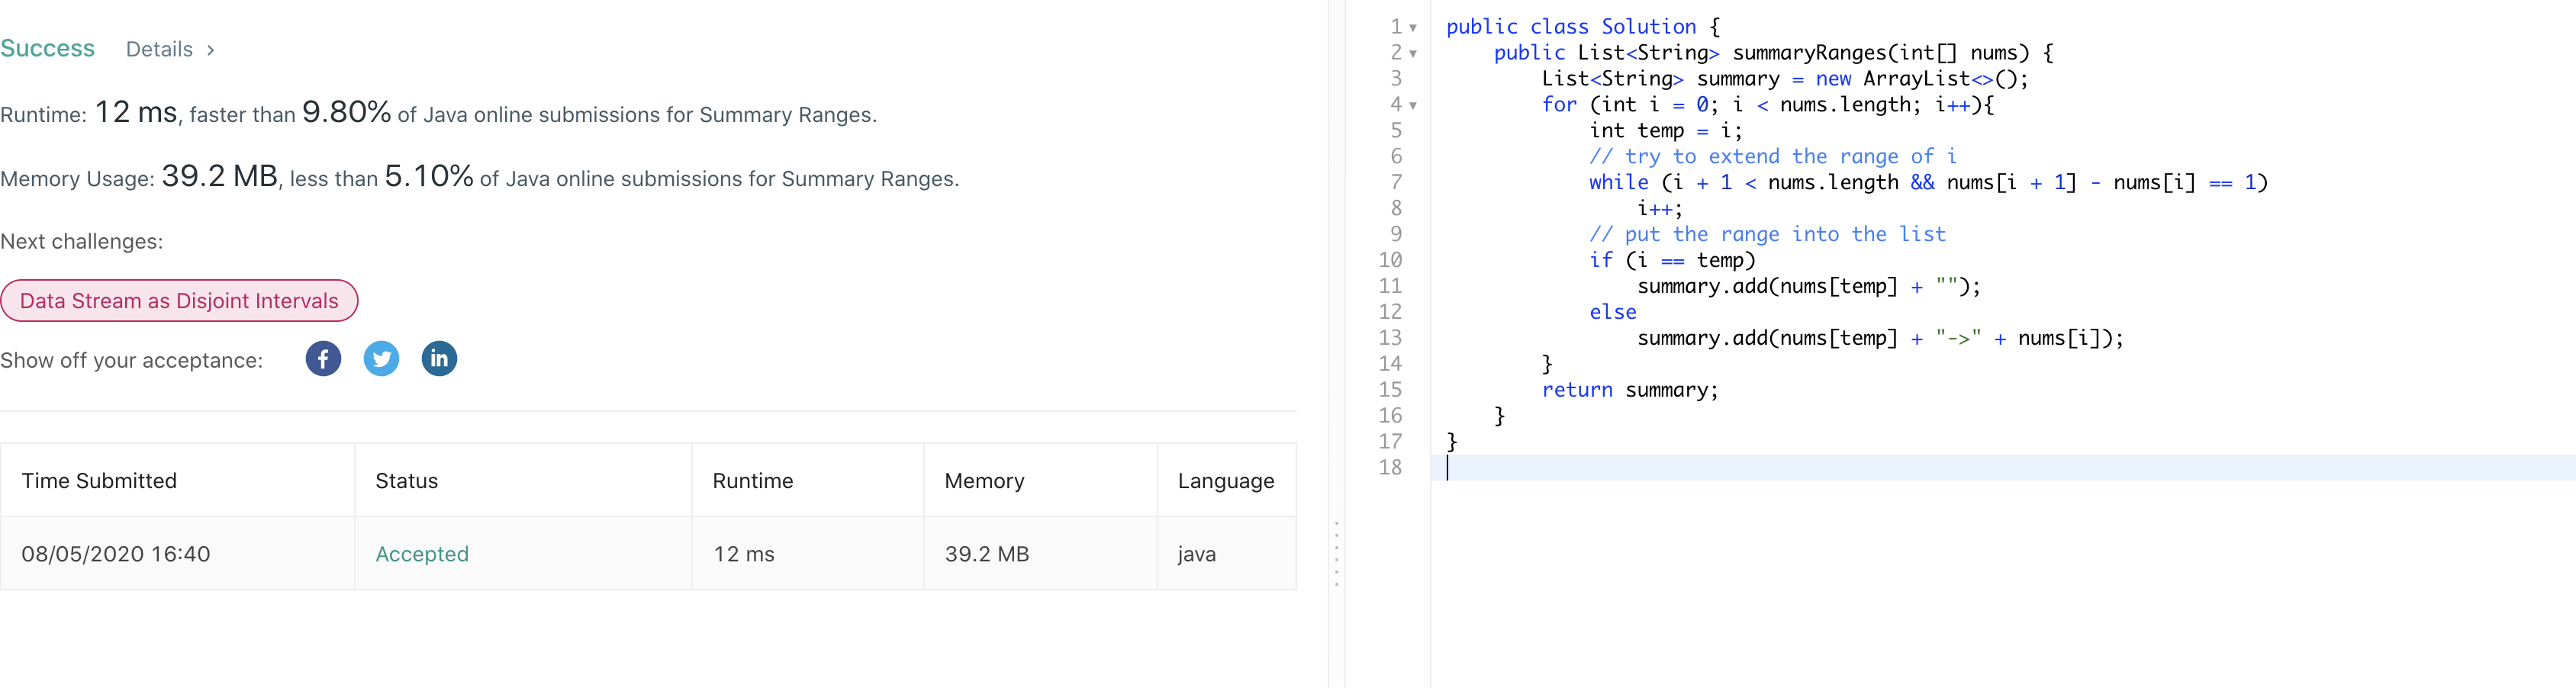 Success Details >
Runtime: 12 ms, faster than 9.80% of Java online submissions for Summary Ranges.
Memory Usage: 39.2 MB, less than 5.10% of Java online submissions for Summary Ranges.
Next challenges:
Data Stream as Disjoint Intervals
Show off your acceptance: f in
Time Submitted Status Runtime Memory Language
08/05/2020 16:40 Accepted 12 ms 39.2 MB java
1 public class Solution {
2     public List<String> summaryRanges(int[] nums) {
3         List<String> summary = new ArrayList<>();
4         for (int i = 0; i < nums.length; i++){
5             int temp = i;
6             // try to extend the range of i
7             while (i + 1 < nums.length && nums[i + 1] - nums[i] == 1)
8                 i++;
9             // put the range into the list
10             if (i == temp)
11                 summary.add(nums[temp] + "");
12             else
13                 summary.add(nums[temp] + "->" + nums[i]);
14         }
15         return summary;
16     }
17 }
18